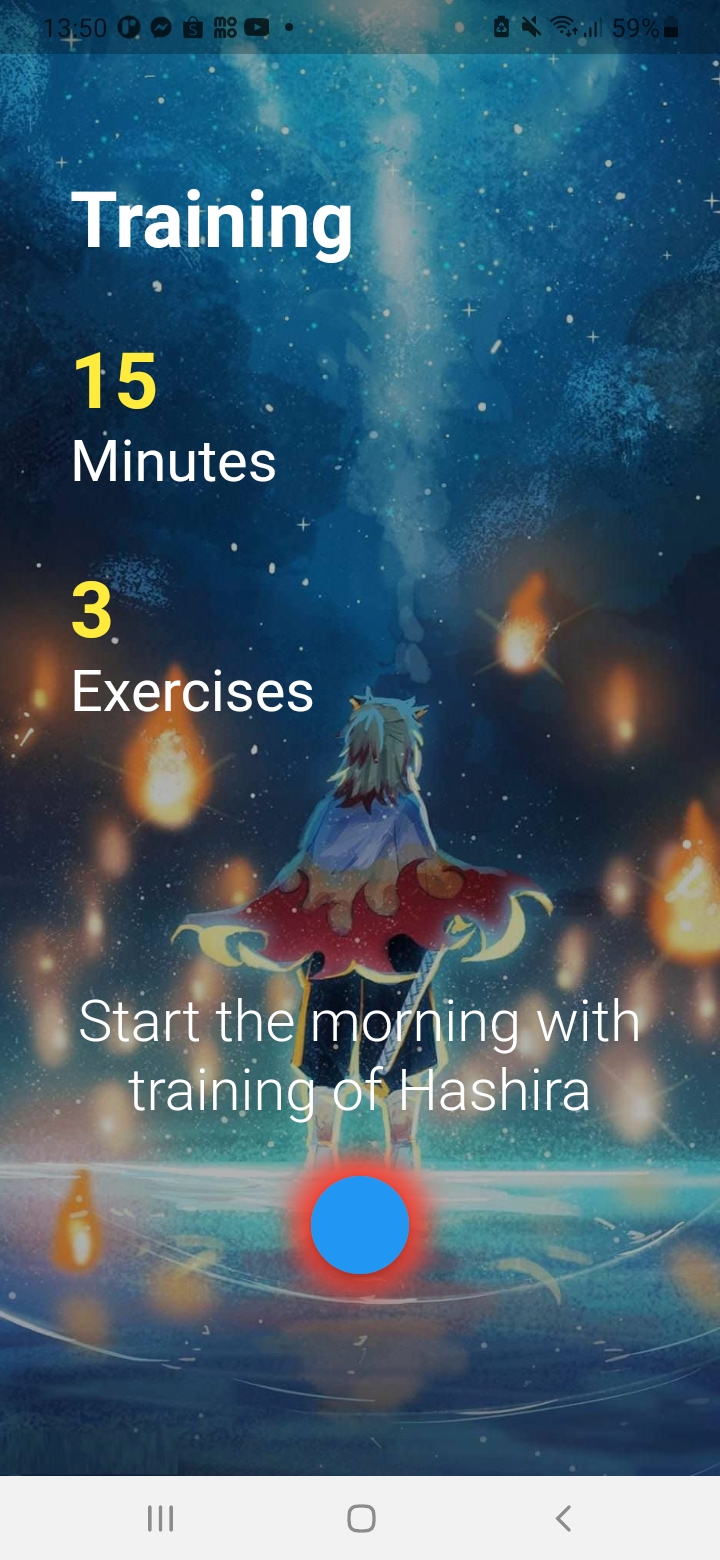 13:50
59%
Training
15
Minutes
3
Exercises
Start the morning with
training of Hashira